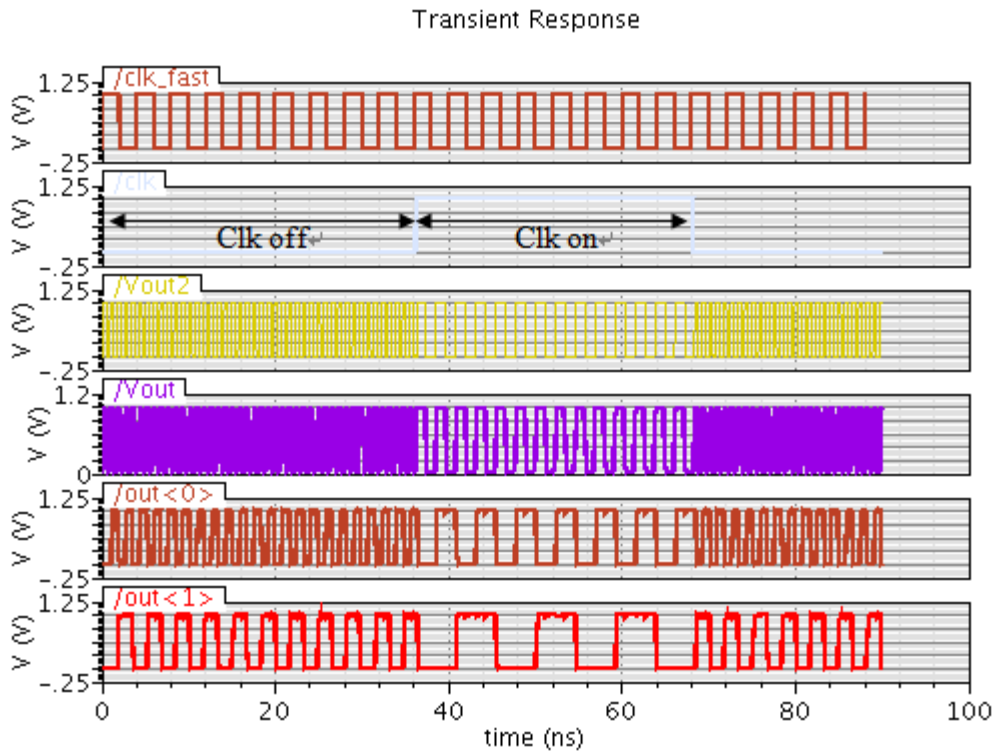 Transient Response
/clk_fast
1.25
V (V)
-.25
/clk
1.25
V (V)
-.25
Clk off↵
Clk on↵
/Vout2
1.25
V (V)
-.25
/Vout
1.2
V (V)
0
/out<0>
1.25
V (V)
-.25
/out<1>
1.25
V (V)
-.25
0 20 40 60 80 100
time (ns)